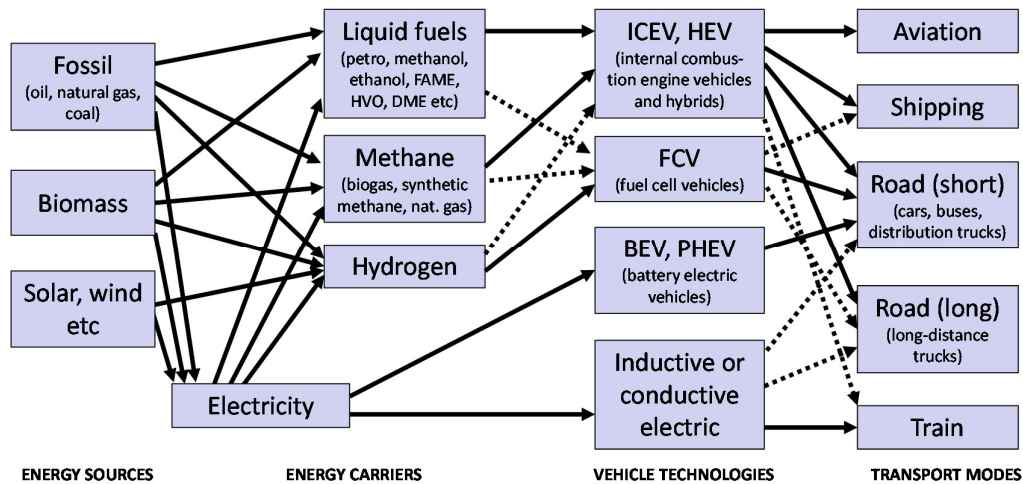 Fossil
(oil, natural gas,
coal)
Biomass
Solar, wind
etc
Liquid fuels
(petro, methanol,
ethanol, FAME,
HVO, DME etc)
Methane
(biogas, synthetic
methane, nat. gas)
Hydrogen
Electricity
ICEV, HEV
(internal combus-
tion engine vehicles
and hybrids)
FCV
(fuel cell vehicles)
BEV, PHEV
(battery electric
vehicles)
Inductive or
conductive
electric
Aviation
Shipping
Road (short)
(cars, buses,
distribution trucks)
Road (long)
(long-distance
trucks)
Train
ENERGY SOURCES
ENERGY CARRIERS
VEHICLE TECHNOLOGIES
TRANSPORT MODES